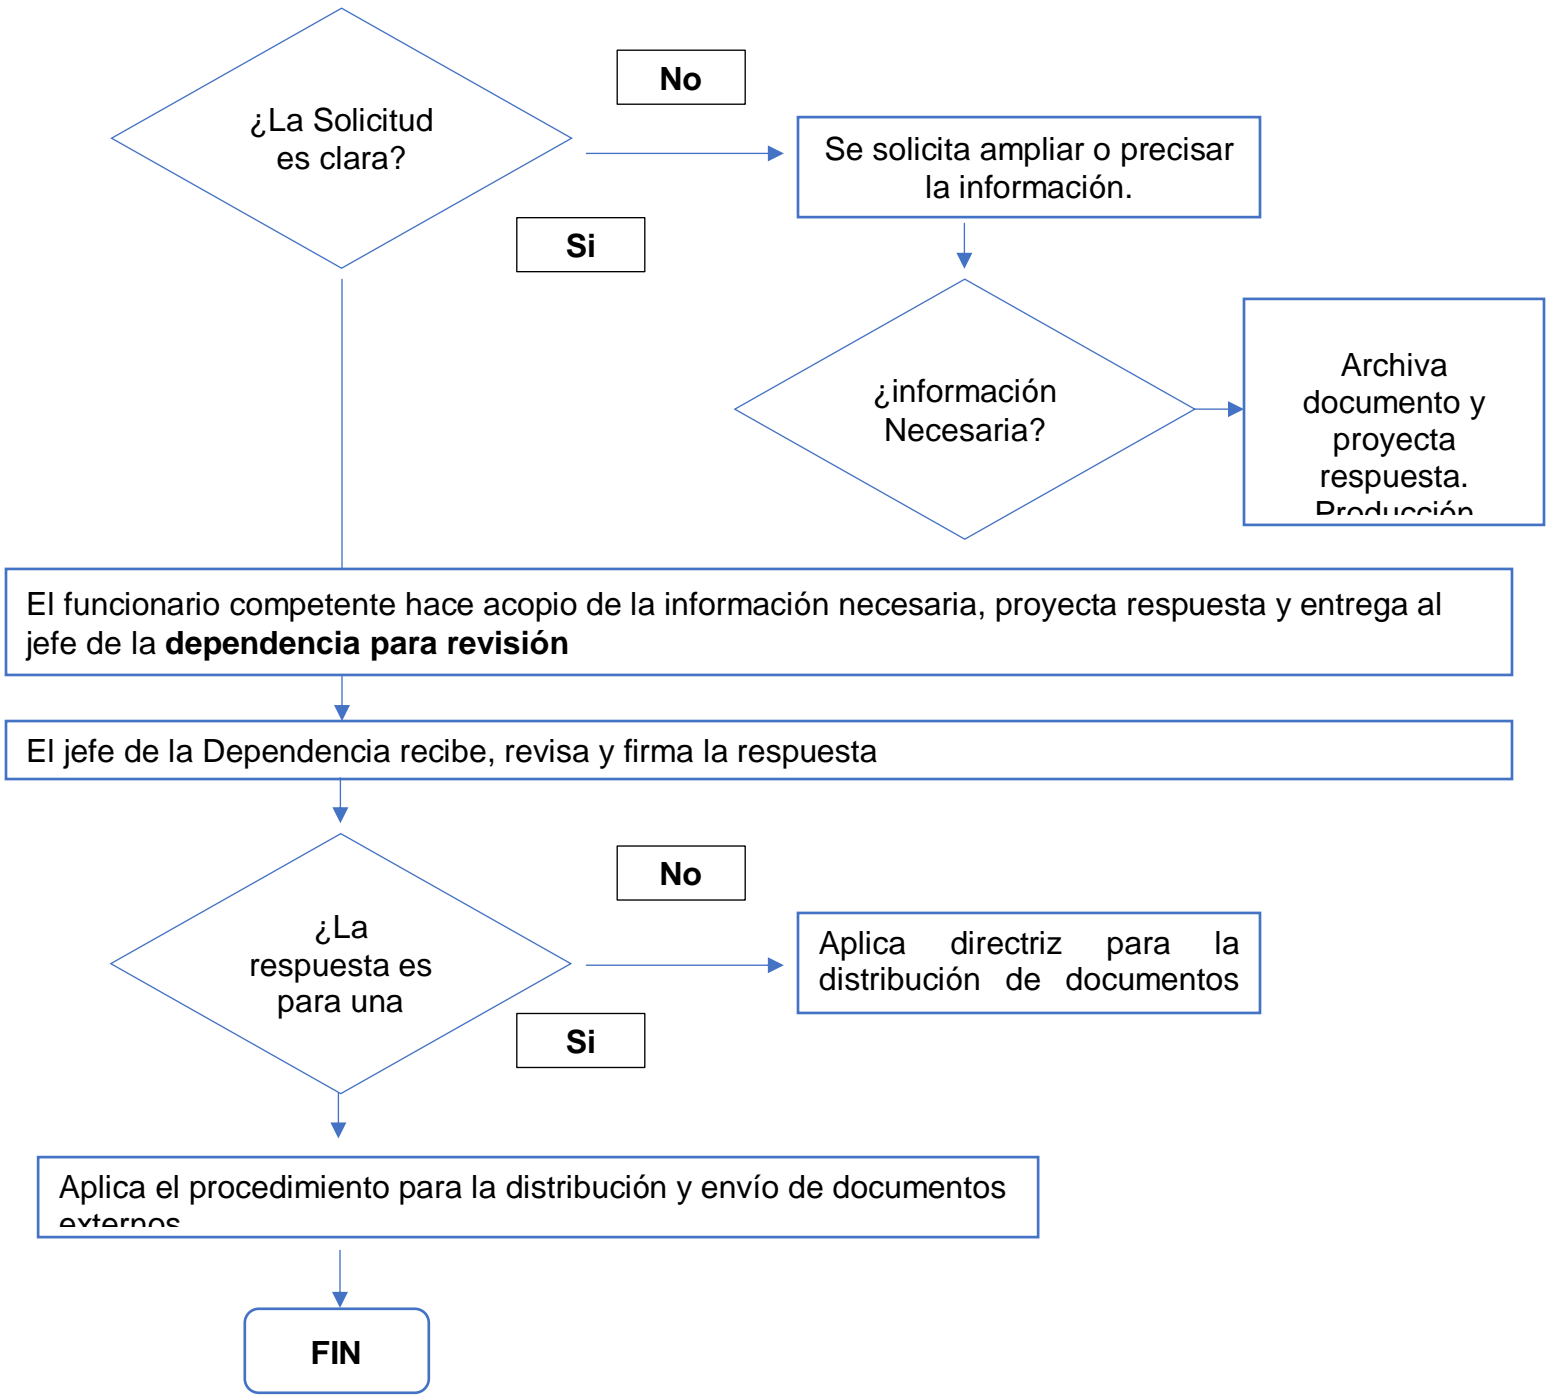 ¿La Solicitud
es clara?
No
Se solicita ampliar o precisar
la información.
Si
¿información
Necesaria?
Archiva
documento y
proyecta
respuesta.
Producción
El funcionario competente hace acopio de la información necesaria, proyecta respuesta y entrega al
jefe de la dependencia para revisión
El jefe de la Dependencia recibe, revisa y firma la respuesta
¿La
respuesta es
para una
No
Aplica directriz para la
distribución de documentos
Si
Aplica el procedimiento para la distribución y envío de documentos
externos
FIN